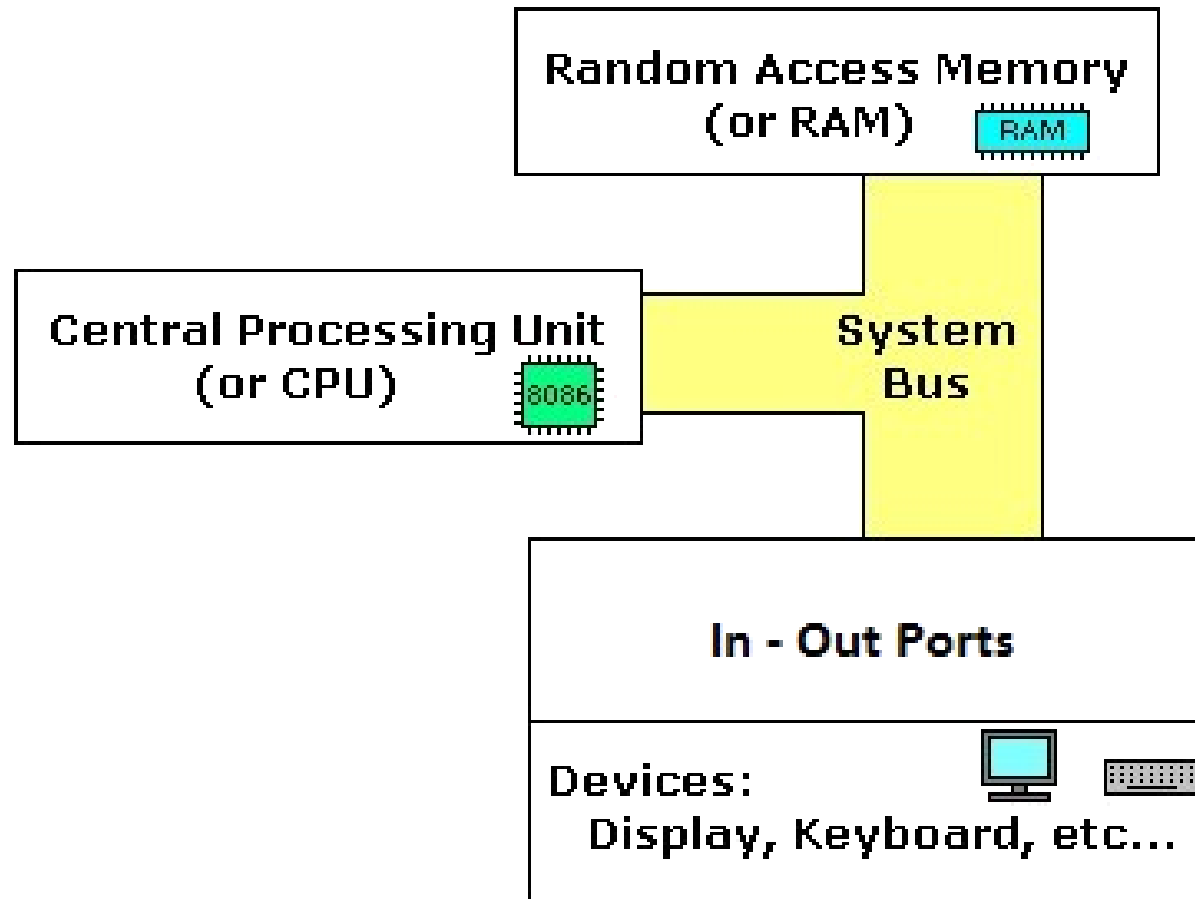 Random Access Memory
(or RAM)
RAM
Central Processing Unit
(or CPU)
8086
System
Bus
In - Out Ports
Devices:
Display, Keyboard, etc...